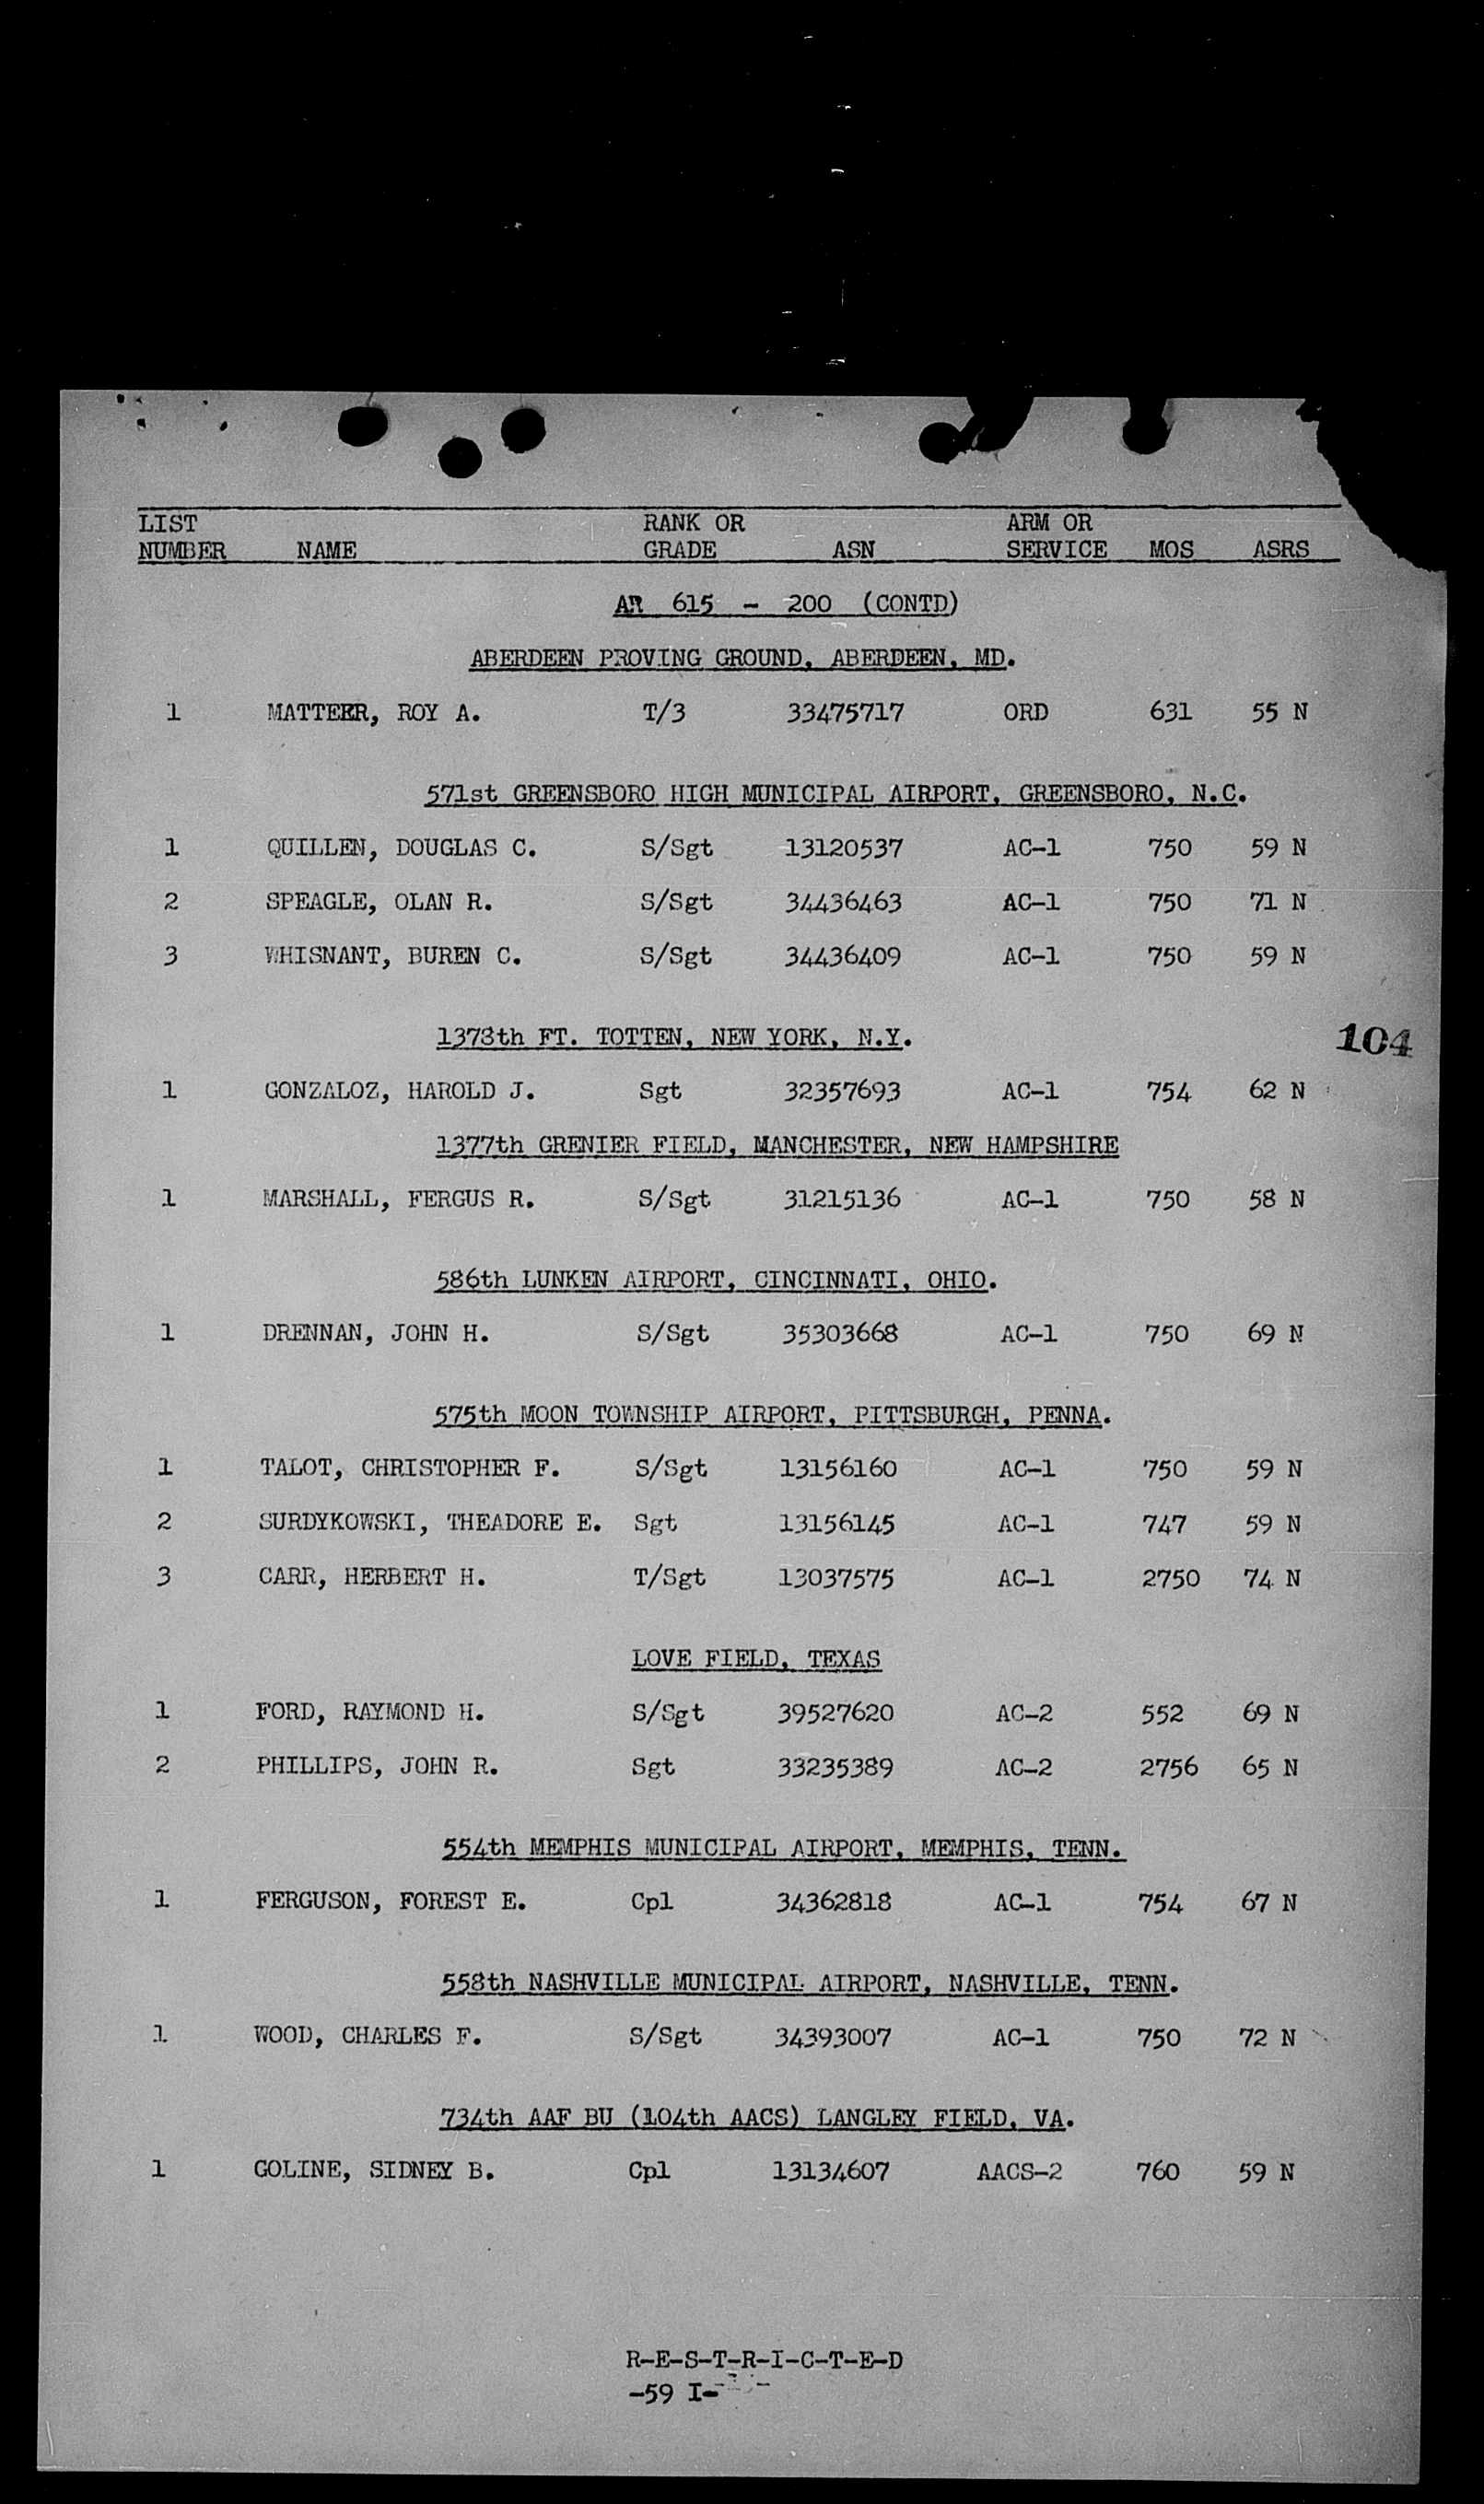 LIST RANK OR ARM OR
NUMBER NAME GRADE ASN SERVICE MOS ASRS
AR 615 - 200 (CONTD)
ABERDEEN PROVING GROUND, ABERDEEN, MD.
1 MATTEER, ROY A. T/3 33475717 ORD 631 55 N
571st GREENSBORO HIGH MUNICIPAL AIRPORT, GREENSBORO, N.C.
1 QUILLEN, DOUGLAS C. S/Sgt 13120537 AC-1 750 59 N
2 SPEAGLE, OLAN R. S/Sgt 34436463 AC-1 750 71 N
3 WHISNANT, BUREN C. S/Sgt 34436409 AC-1 750 59 N
1378th FT. TOTTEN, NEW YORK, N.Y.
104
1 GONZALOZ, HAROLD J. Sgt 32357693 AC-1 754 62 N
1377th GRENIER FIELD, MANCHESTER, NEW HAMPSHIRE
1 MARSHALL, FERGUS R. S/Sgt 31215136 AC-1 750 58 N
586th LUNKEN AIRPORT, CINCINNATI, OHIO.
1 DRENNAN, JOHN H. S/Sgt 35303668 AC-1 750 69 N
575th MOON TOWNSHIP AIRPORT, PITTSBURGH, PENNA.
1 TALOT, CHRISTOPHER F. S/Sgt 13156160 AC-1 750 59 N
2 SURDYKOWSKI, THEADORE E. Sgt 13156145 AC-1 747 59 N
3 CARR, HERBERT H. T/Sgt 13037575 AC-1 2750 74 N
LOVE FIELD, TEXAS
1 FORD, RAYMOND H. S/Sgt 39527620 AC-2 552 69 N
2 PHILLIPS, JOHN R. Sgt 33235389 AC-2 2756 65 N
554th MEMPHIS MUNICIPAL AIRPORT, MEMPHIS, TENN.
1 FERGUSON, FOREST E. Cpl 34362818 AC-1 754 67 N
558th NASHVILLE MUNICIPAL AIRPORT, NASHVILLE, TENN.
1 WOOD, CHARLES F. S/Sgt 34393007 AC-1 750 72 N
734th AAF BU (104th AACS) LANGLEY FIELD, VA.
1 GOLINE, SIDNEY B. Cpl 13134607 AACS-2 760 59 N
R-E-S-T-R-I-C-T-E-D
-59 I-